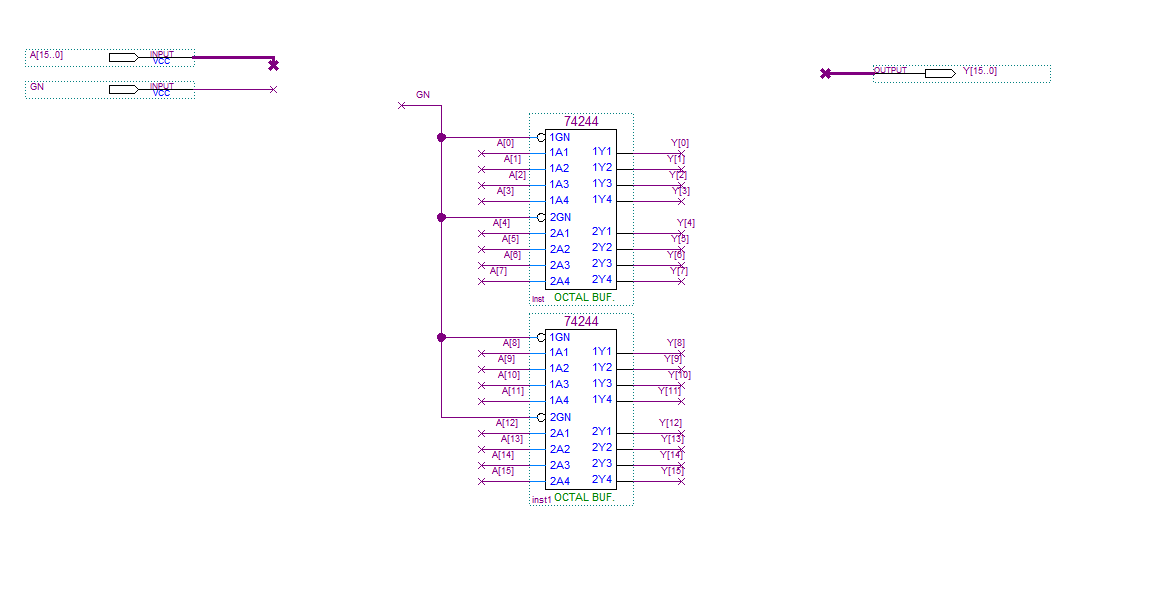 A[15..0] INPUT
VCC
GN INPUT
VCC
OUTPUT Y[15..0]
GN
74244
1GN
A[0] 1A1 1Y1 Y[0]
A[1] 1A2 1Y2 Y[1]
A[2] 1A3 1Y3 Y[2]
A[3] 1A4 1Y4 Y[3]
2GN
A[4] 2A1 2Y1 Y[4]
A[5] 2A2 2Y2 Y[5]
A[6] 2A3 2Y3 Y[6]
A[7] 2A4 2Y4 Y[7]
inst OCTAL BUF.
74244
1GN
A[8] 1A1 1Y1 Y[8]
A[9] 1A2 1Y2 Y[9]
A[10] 1A3 1Y3 Y[10]
A[11] 1A4 1Y4 Y[11]
2GN
A[12] 2A1 2Y1 Y[12]
A[13] 2A2 2Y2 Y[13]
A[14] 2A3 2Y3 Y[14]
A[15] 2A4 2Y4 Y[15]
inst1 OCTAL BUF.